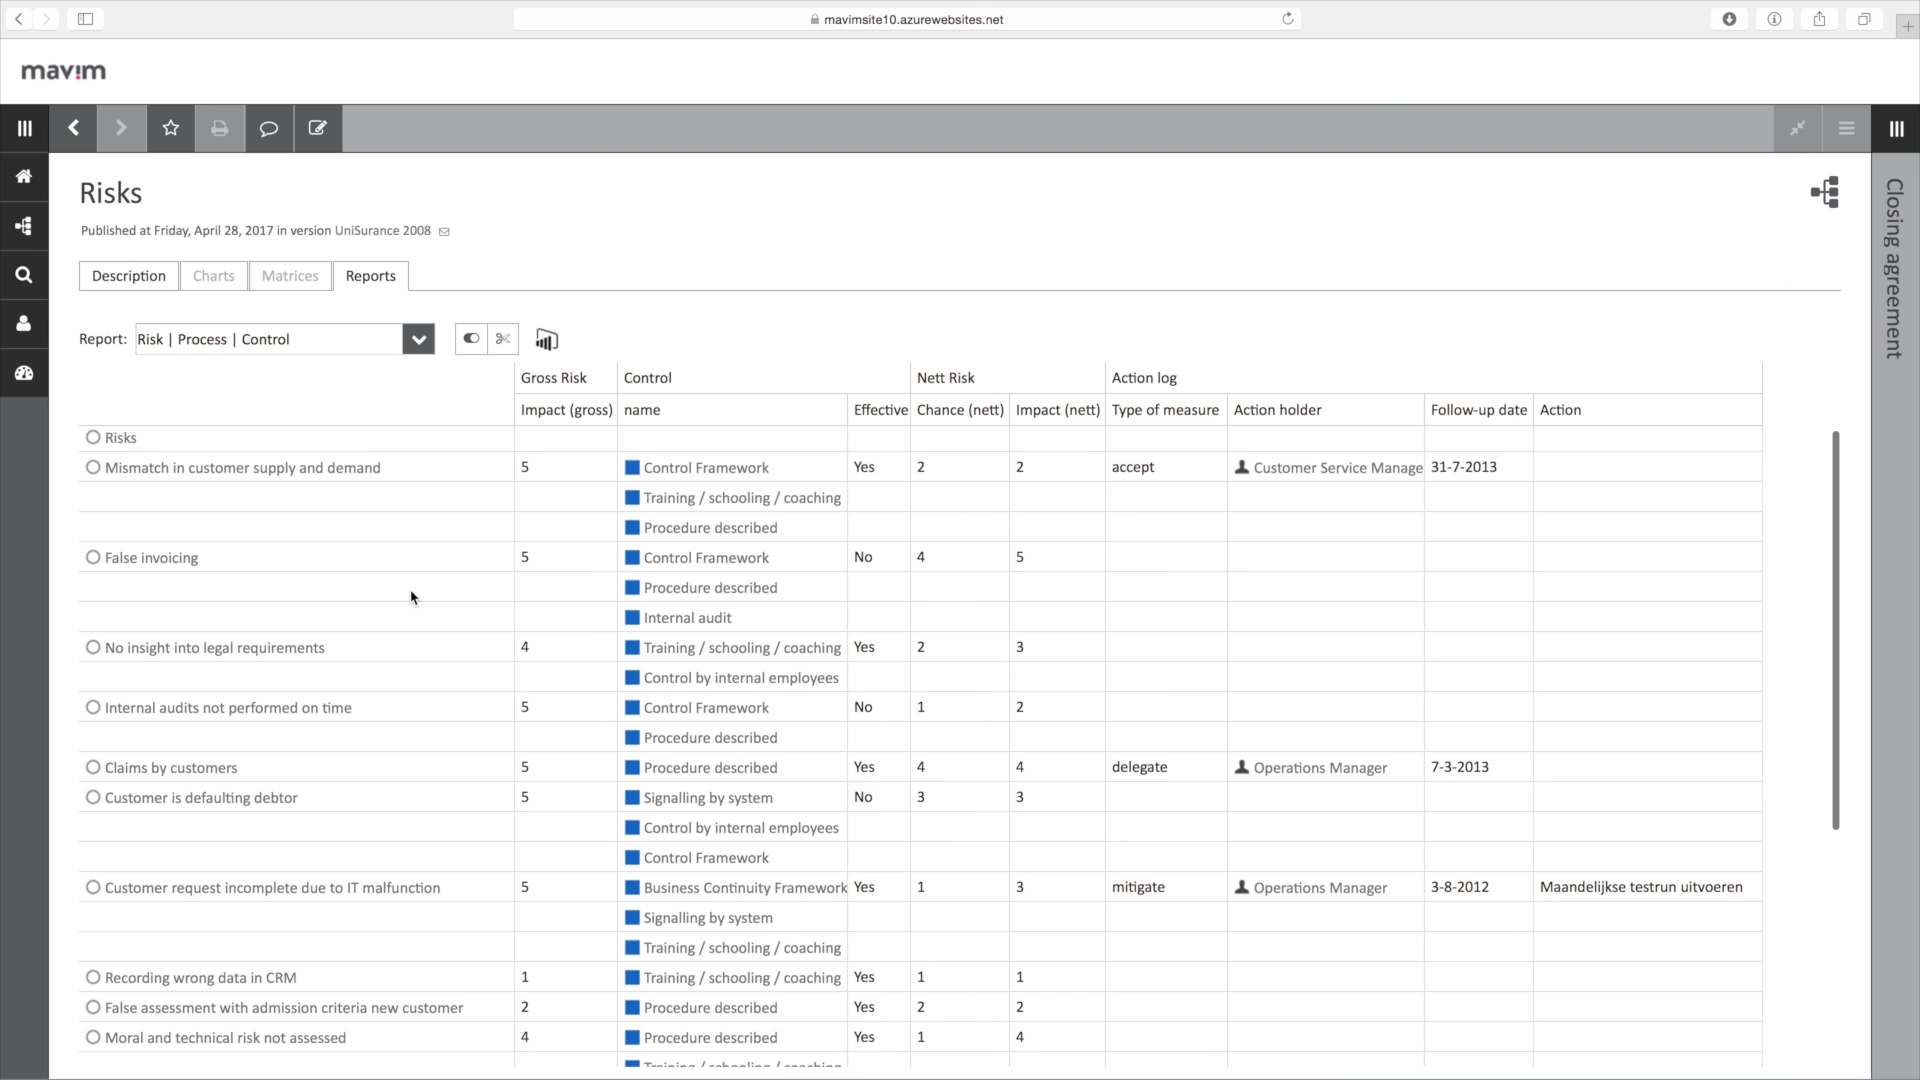 mavimsite10.azurewebsites.net
mavim
Risks
Published at Friday, April 28, 2017 in version UniSurance 2008
Description Charts Matrices Reports
Report: Risk | Process | Control
Gross Risk Control Nett Risk Action log
Impact (gross) name Effective Chance (nett) Impact (nett) Type of measure Action holder Follow-up date Action
Risks
Mismatch in customer supply and demand 5 Control Framework Yes 2 2 accept Customer Service Manage 31-7-2013
Training / schooling / coaching
Procedure described
False invoicing 5 Control Framework No 4 5
Procedure described
Internal audit
No insight into legal requirements 4 Training / schooling / coaching Yes 2 3
Control by internal employees
Internal audits not performed on time 5 Control Framework No 1 2
Procedure described
Claims by customers 5 Procedure described Yes 4 4 delegate Operations Manager 7-3-2013
Customer is defaulting debtor 5 Signalling by system No 3 3
Control by internal employees
Control Framework
Customer request incomplete due to IT malfunction 5 Business Continuity Framework Yes 1 3 mitigate Operations Manager 3-8-2012 Maandelijkse testrun uitvoeren
Signalling by system
Training / schooling / coaching
Recording wrong data in CRM 1 Training / schooling / coaching Yes 1 1
False assessment with admission criteria new customer 2 Procedure described Yes 2 2
Moral and technical risk not assessed 4 Procedure described Yes 1 4
Training / schooling / coaching
Closing agreement